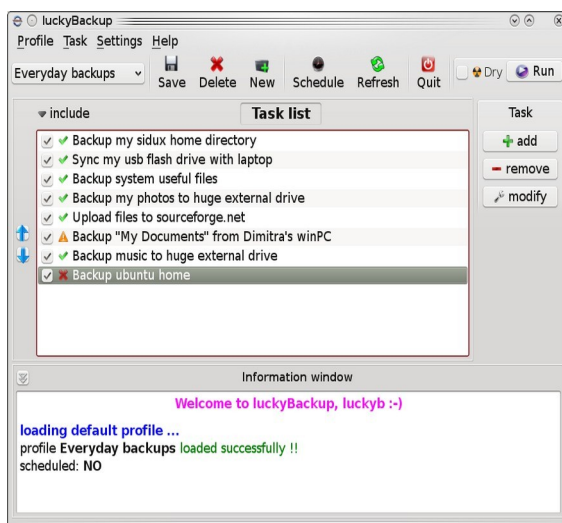 luckyBackup
Profile Task Settings Help
Everyday backups Save Delete New Schedule Refresh Quit Dry Run
include Task list Task
Backup my sidux home directory
add
Sync my usb flash drive with laptop
Backup system useful files
remove
Backup my photos to huge external drive
modify
Upload files to sourceforge.net
Backup "My Documents" from Dimitra's winPC
Backup music to huge external drive
Backup ubuntu home
Information window
Welcome to luckyBackup, luckyb :-)
loading default profile ...
profile Everyday backups loaded successfully !!
scheduled: NO